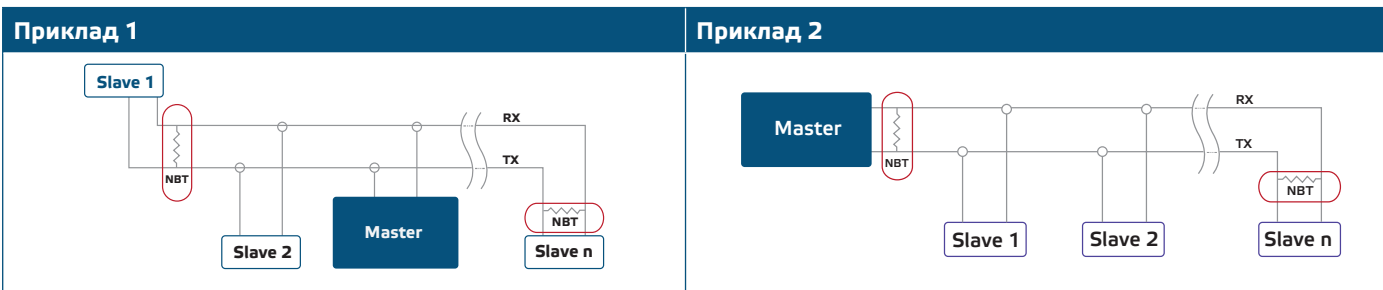 Приклад 1
Slave 1
RX
TX
NBT
NBT
Slave 2
Master
Slave n
Приклад 2
Master
RX
TX
NBT
NBT
Slave 1
Slave 2
Slave n